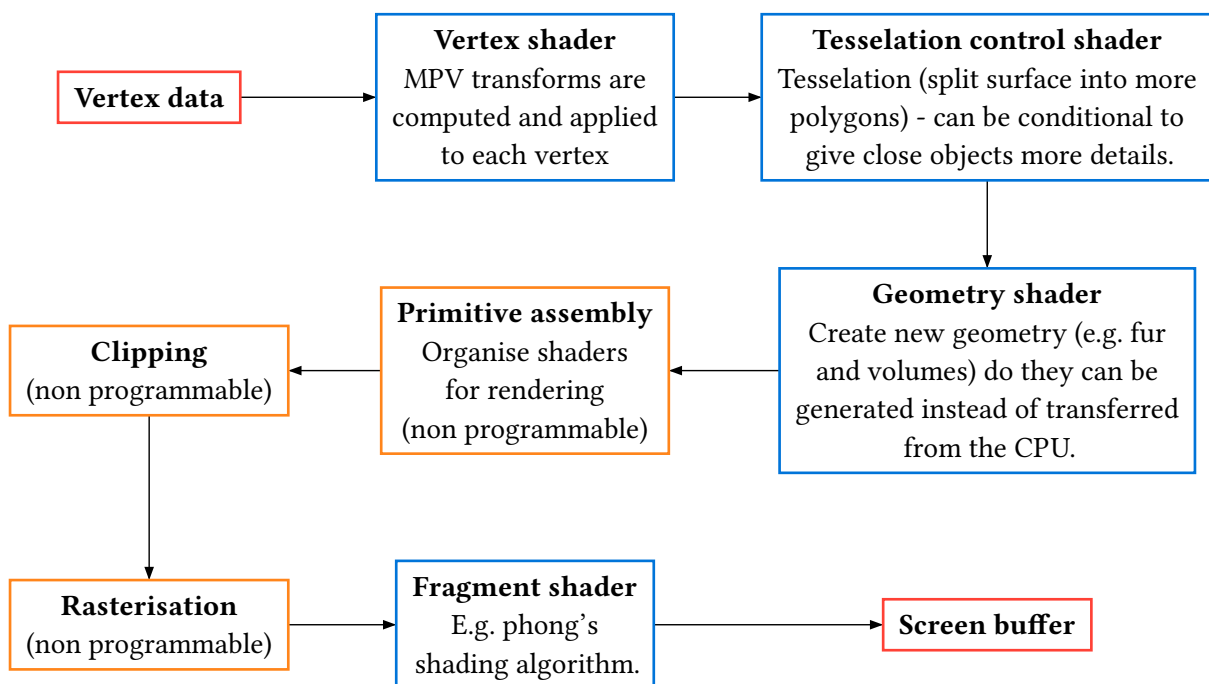 Vertex data
Vertex shader
MPV transforms are
computed and applied
to each vertex
Tesselation control shader
Tesselation (split surface into more
polygons) - can be conditional to
give close objects more details.
Geometry shader
Create new geometry (e.g. fur
and volumes) do they can be
generated instead of transferred
from the CPU.
Primitive assembly
Organise shaders
for rendering
(non programmable)
Clipping
(non programmable)
Rasterisation
(non programmable)
Fragment shader
E.g. phong’s
shading algorithm.
Screen buffer